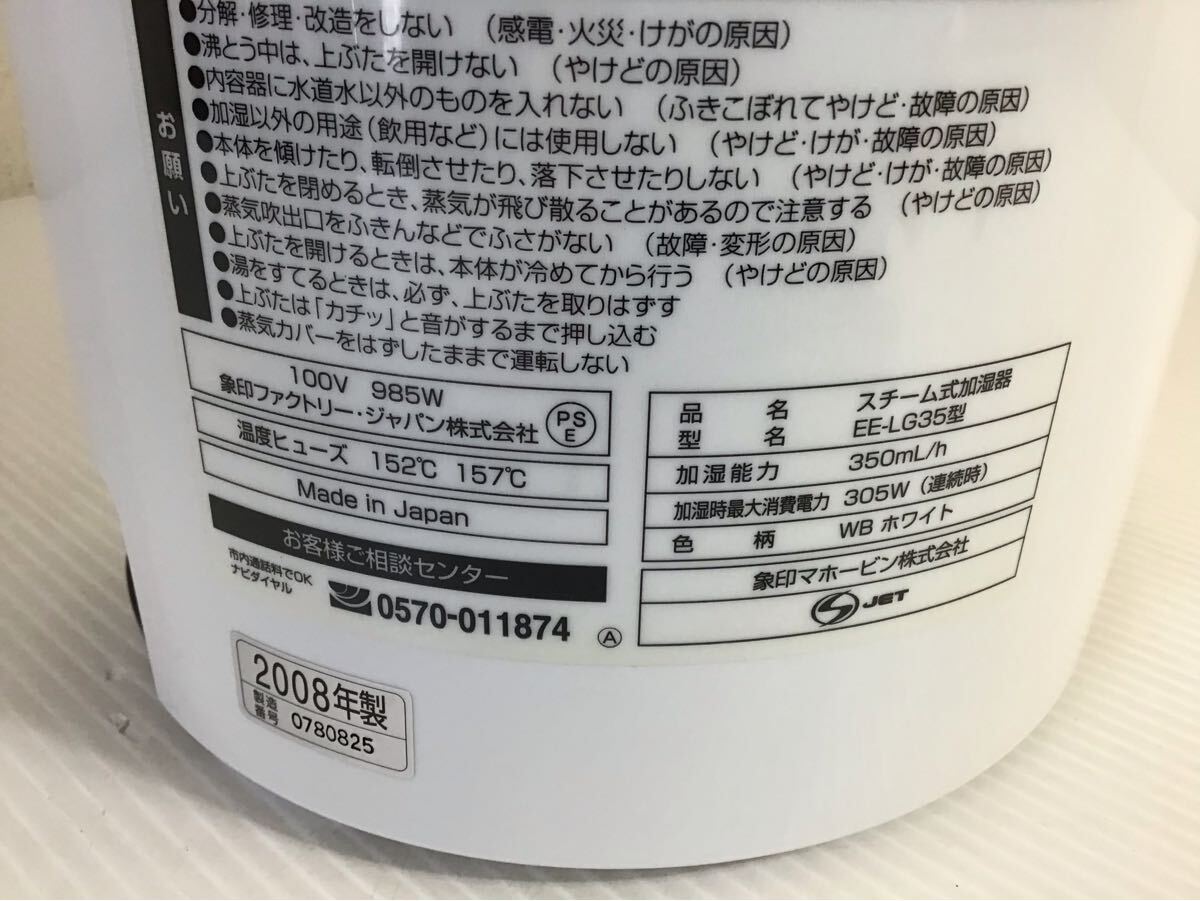 ●分解・修理・改造をしない （感電・火災・けがの原因）
●沸とう中は、上ぶたを開けない （やけどの原因）
●内容器に水道水以外のものを入れない （ふきこぼれてやけど・故障の原因）
●加湿以外の用途（飲用など）には使用しない （やけど・けが・故障の原因）
●本体を傾けたり、転倒させたり、落下させたりしない （やけど・けが・故障の原因）
●上ぶたを閉めるとき、蒸気が飛び散ることがあるので注意する （やけどの原因）
●蒸気吹出口をふきんなどでふさがない （故障・変形の原因）
●上ぶたを開けるときは、本体が冷めてから行う （やけどの原因）
●湯をすてるときは、必ず、上ぶたを取りはずす
●上ぶたは「カチッ」と音がするまで押し込む
●蒸気カバーをはずしたままで運転しない
お願い
100V 985W
象印ファクトリー・ジャパン株式会社
PS
E
温度ヒューズ 152℃ 157℃
Made in Japan
お客様ご相談センター
市内通話料でOK
ナビダイヤル
0570-011874
Ⓐ
品名 スチーム式加湿器
型名 EE-LG35型
加湿能力 350mL/h
加湿時最大消費電力 305W（連続時）
色柄 WB ホワイト
象印マホービン株式会社
JET
2008年製
製造番号 0780825